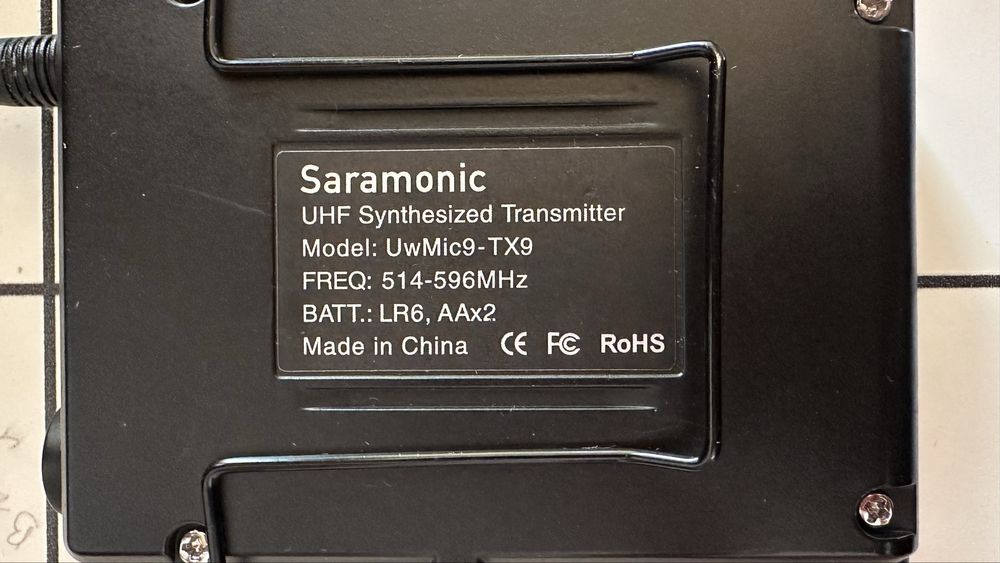 Saramonic
UHF Synthesized Transmitter
Model: UwMic9-TX9
FREQ: 514-596MHz
BATT.: LR6, AAx2
Made in China CE FC RoHS